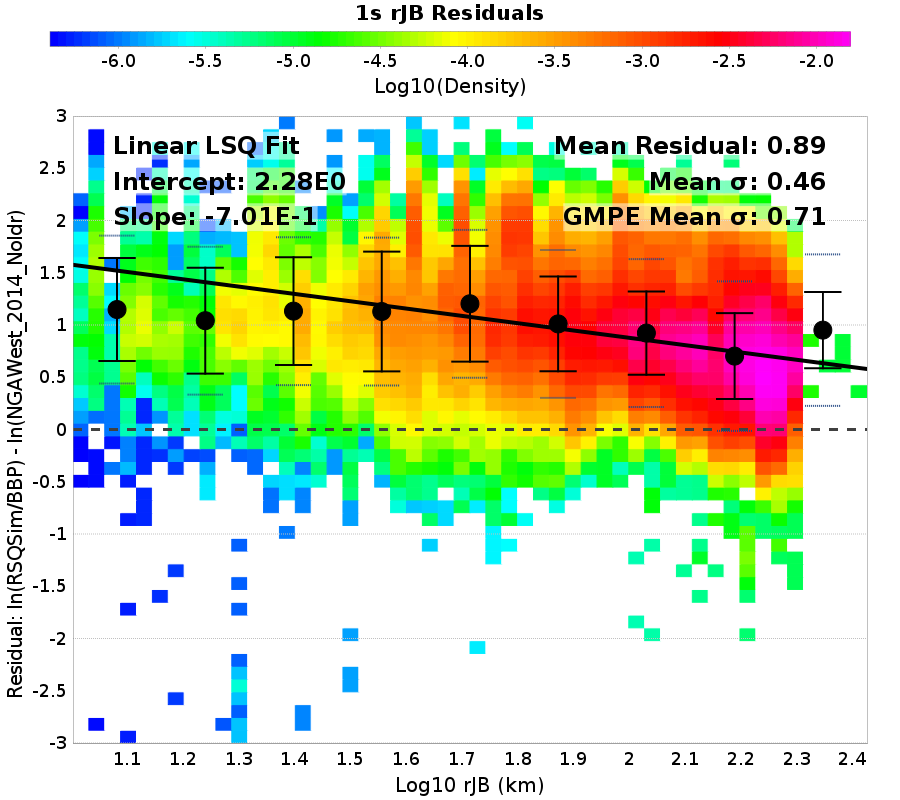 1s rJB Residuals
-6.0 -5.5 -5.0 -4.5 -4.0 -3.5 -3.0 -2.5 -2.0
Log10(Density)
Linear LSQ Fit
Intercept: 2.28E0
Slope: -7.01E-1
Mean Residual: 0.89
Mean σ: 0.46
GMPE Mean σ: 0.71
Residual: ln(RSQSim/BBP) - ln(NGAWest_2014_NoIdr)
3
2.5
2
1.5
1
0.5
0
-0.5
-1
-1.5
-2
-2.5
-3
1.1 1.2 1.3 1.4 1.5 1.6 1.7 1.8 1.9 2 2.1 2.2 2.3 2.4
Log10 rJB (km)